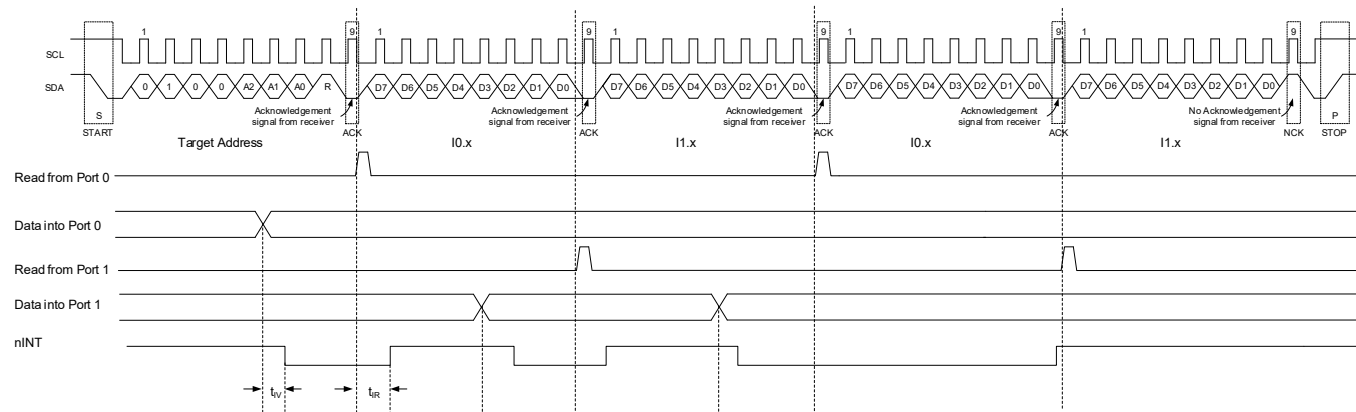 1 9 1 9 1 9 1 9 1 9
SCL
SDA 0 1 0 0 A2 A1 A0 R D7 D6 D5 D4 D3 D2 D1 D0 D7 D6 D5 D4 D3 D2 D1 D0 D7 D6 D5 D4 D3 D2 D1 D0 D7 D6 D5 D4 D3 D2 D1 D0
Acknowledgement Acknowledgement Acknowledgement Acknowledgement No Acknowledgement
S signal from receiver signal from receiver signal from receiver signal from receiver signal from receiver P
START ACK ACK ACK ACK NCK STOP
Target Address I0.x I1.x I0.x I1.x
Read from Port 0
Data into Port 0
Read from Port 1
Data into Port 1
nINT
tIV tIR